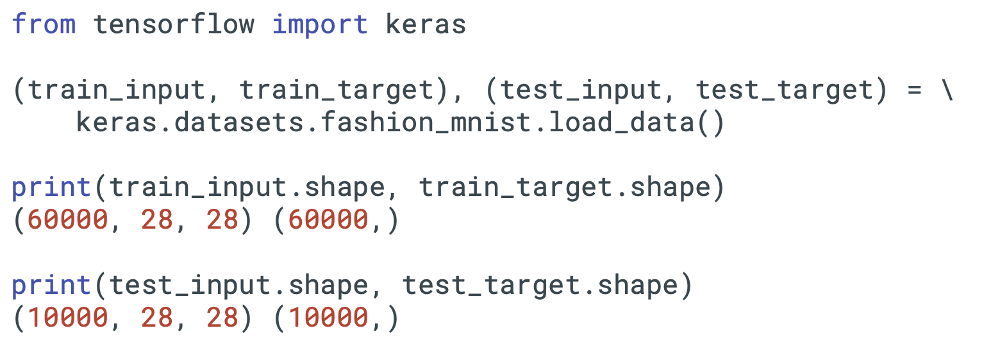 from tensorflow import keras
(train_input, train_target), (test_input, test_target) = \
    keras.datasets.fashion_mnist.load_data()
print(train_input.shape, train_target.shape)
(60000, 28, 28) (60000,)
print(test_input.shape, test_target.shape)
(10000, 28, 28) (10000,)